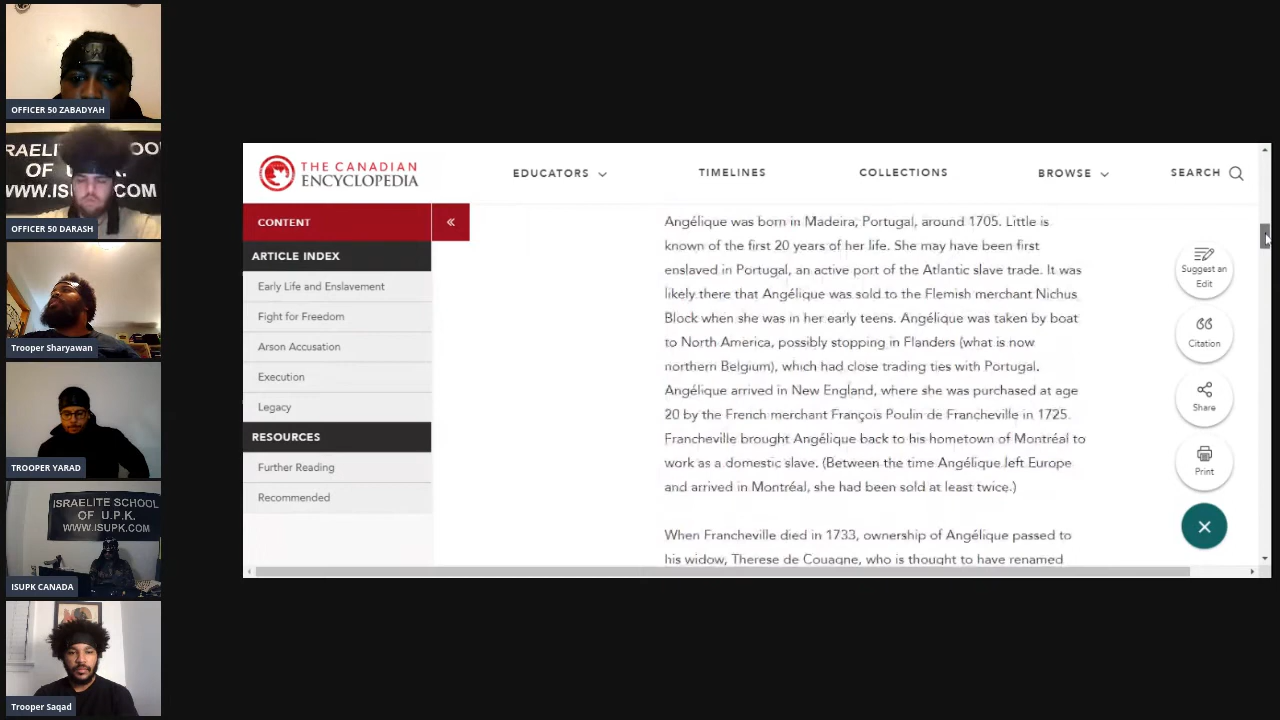 OFFICER 50 ZABADYAH
RAELI OO
OF U.P.
WWW.IS .COM
OFFICER 50 DARASH
Trooper Sharyawan
TROOPER YARAD
ISRAELITE SCHOOL
OF U.P.K.
WWW.ISUPK.COM
ISUPK CANADA
Trooper Saqad
THE CANADIAN
ENCYCLOPEDIA
EDUCATORS
TIMELINES
COLLECTIONS
BROWSE
SEARCH
CONTENT
«
ARTICLE INDEX
Early Life and Enslavement
Fight for Freedom
Arson Accusation
Execution
Legacy
RESOURCES
Further Reading
Recommended
Angélique was born in Madeira, Portugal, around 1705. Little is
known of the first 20 years of her life. She may have been first
enslaved in Portugal, an active port of the Atlantic slave trade. It was
likely there that Angélique was sold to the Flemish merchant Nichus
Block when she was in her early teens. Angélique was taken by boat
to North America, possibly stopping in Flanders (what is now
northern Belgium), which had close trading ties with Portugal.
Angélique arrived in New England, where she was purchased at age
20 by the French merchant François Poulin de Francheville in 1725.
Francheville brought Angélique back to his hometown of Montréal to
work as a domestic slave. (Between the time Angélique left Europe
and arrived in Montréal, she had been sold at least twice.)
When Francheville died in 1733, ownership of Angélique passed to
his widow, Therese de Couagne, who is thought to have renamed
Suggest an
Edit
Citation
Share
Print